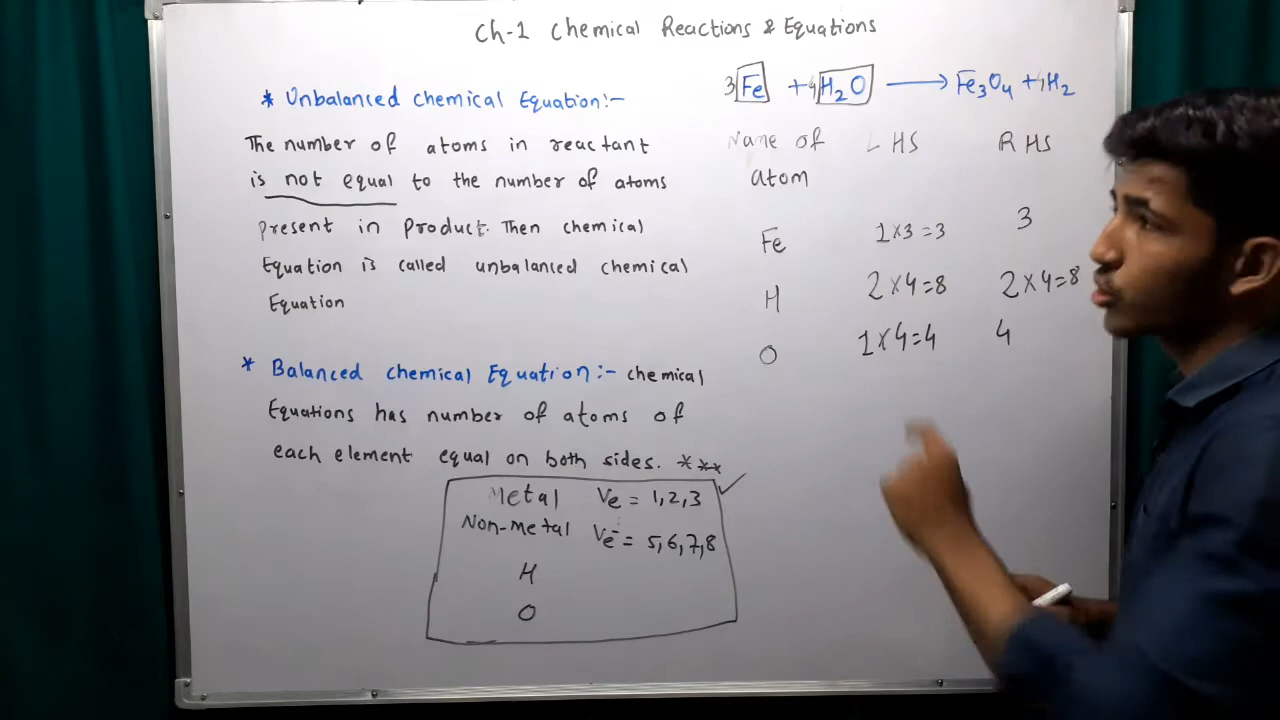 Ch-1 Chemical Reactions & Equations
* Unbalanced chemical Equation:-
The number of atoms in reactant
is not equal to the number of atoms
present in product. Then chemical
Equation is called unbalanced chemical
Equation
* Balanced chemical Equation:- chemical
Equations has number of atoms of
each element equal on both sides. ***
Metal Ve = 1,2,3
Non-metal Ve⁻ = 5,6,7,8
H
O
3Fe + 4H₂O → Fe₃O₄ + 4H₂
Name of LHS RHS
atom
Fe 1×3=3 3
H 2×4=8 2×4=8
O 1×4=4 4